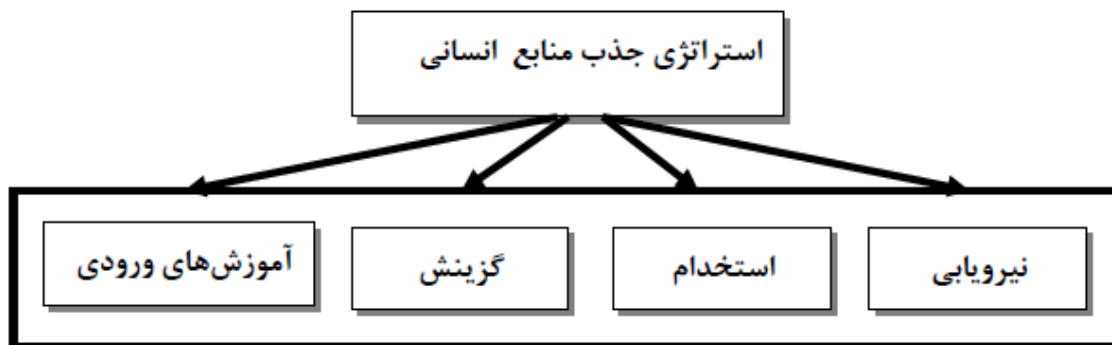 استراتژی جذب منابع انسانی
نیرویابی
استخدام
گزینش
آموزش‌های ورودی